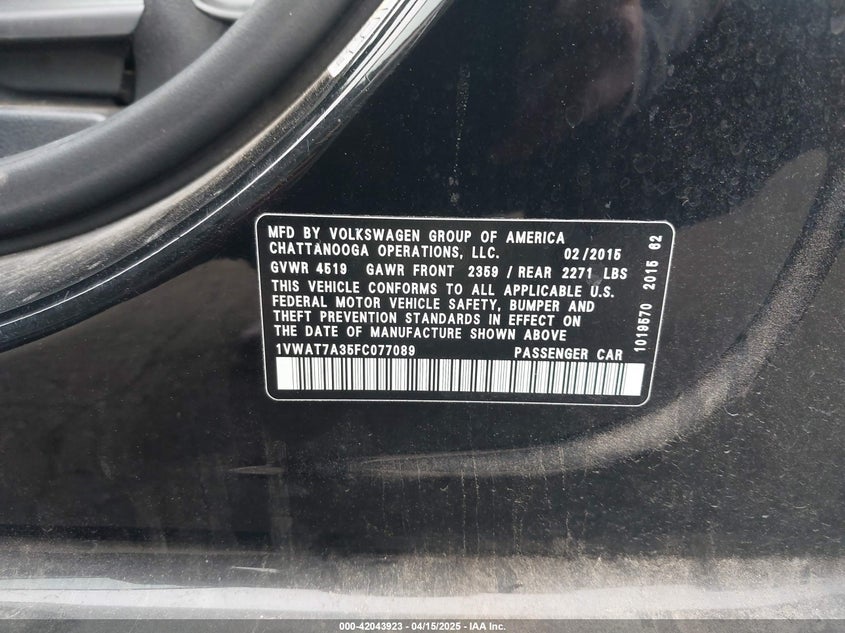 MFD BY VOLKSWAGEN GROUP OF AMERICA
CHATTANOOGA OPERATIONS, LLC. 02/2015
GVWR 4519 GAWR FRONT 2359 / REAR 2271 LBS
THIS VEHICLE CONFORMS TO ALL APPLICABLE U.S.
FEDERAL MOTOR VEHICLE SAFETY, BUMPER AND
THEFT PREVENTION STANDARDS IN EFFECT ON
THE DATE OF MANUFACTURE SHOWN ABOVE
1VWAT7A35FC077089 PASSENGER CAR
1019570 2015 62
000-42043923 - 04/15/2025 - IAA Inc.